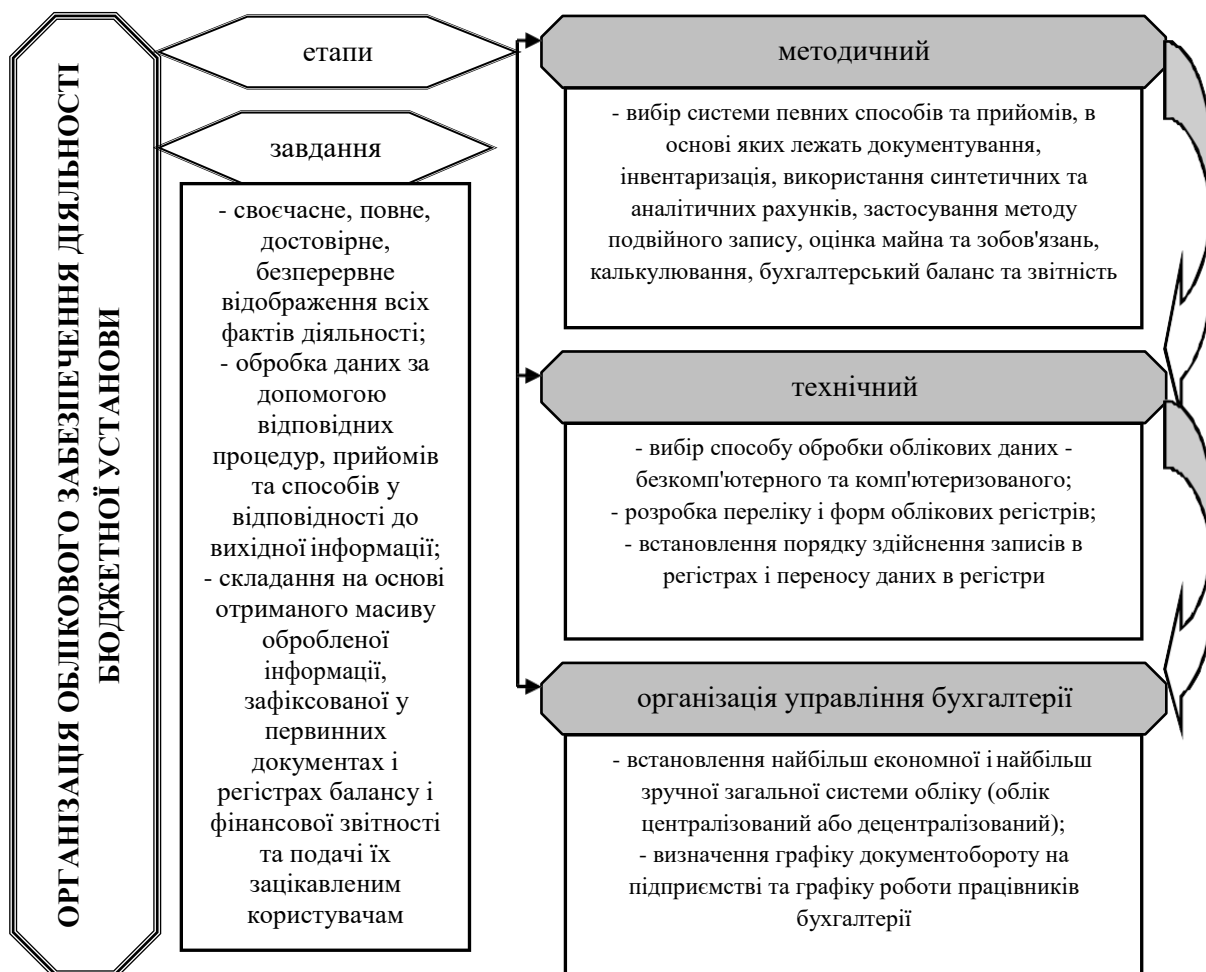 ОРГАНІЗАЦІЯ ОБЛІКОВОГО ЗАБЕЗПЕЧЕННЯ ДІЯЛЬНОСТІ
БЮДЖЕТНОЇ УСТАНОВИ
етапи
завдання
- своєчасне, повне,
достовірне,
безперервне
відображення всіх
фактів діяльності;
- обробка даних за
допомогою
відповідних
процедур, прийомів
та способів у
відповідності до
вихідної інформації;
- складання на основі
отриманого масиву
обробленої
інформації,
зафіксованої у
первинних
документах і
регістрах балансу і
фінансової звітності
та подачі їх
зацікавленим
користувачам
методичний
- вибір системи певних способів та прийомів, в
основі яких лежать документування,
інвентаризація, використання синтетичних та
аналітичних рахунків, застосування методу
подвійного запису, оцінка майна та зобов'язань,
калькулювання, бухгалтерський баланс та звітність
технічний
- вибір способу обробки облікових даних -
безкомп'ютерного та комп'ютеризованого;
- розробка переліку і форм облікових регістрів;
- встановлення порядку здійснення записів в
регістрах і переносу даних в регістри
організація управління бухгалтерії
- встановлення найбільш економної і найбільш
зручної загальної системи обліку (облік
централізований або децентралізований);
- визначення графіку документобороту на
підприємстві та графіку роботи працівників
бухгалтерії